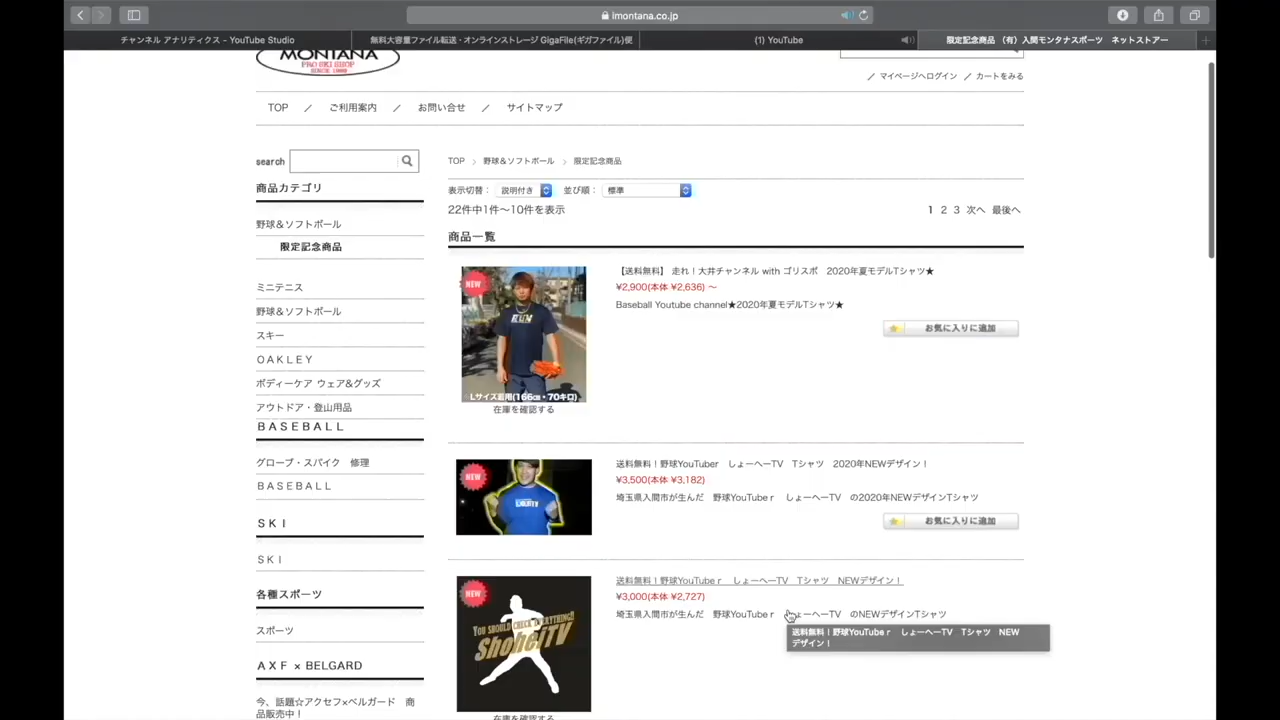 lmontana.co.jp
チャンネル アナリティクス - YouTube Studio
無料大容量ファイル転送・オンラインストレージ GigaFile(ギガファイル)便
(1) YouTube
限定記念商品 （有）入間モンタナスポーツ ネットストアー
MONTANA
PRO SKI SHOP
SINCE 1989
／ マイページへログイン ／ カートをみる
TOP ／ ご利用案内 ／ お問い合せ ／ サイトマップ
search
商品カテゴリ
野球＆ソフトボール
限定記念商品
ミニテニス
野球＆ソフトボール
スキー
ＯＡＫＬＥＹ
ボディーケア ウェア&グッズ
アウトドア・登山用品
ＢＡＳＥＢＡＬＬ
グローブ・スパイク 修理
ＢＡＳＥＢＡＬＬ
ＳＫＩ
ＳＫＩ
各種スポーツ
スポーツ
ＡＸＦ × BELGARD
今、話題☆アクセフ×ベルガード 商
品販売中！
TOP > 野球＆ソフトボール > 限定記念商品
表示切替： 説明付き 並び順： 標準
22件中1件～10件を表示
1 2 3 次へ 最後へ
商品一覧
NEW
RUN
Lサイズ着用(166㎝・70キロ)
在庫を確認する
【送料無料】 走れ！大井チャンネル with ゴリスポ 2020年夏モデルTシャツ★
¥2,900(本体 ¥2,636) ～
Baseball Youtube channel★2020年夏モデルTシャツ★
お気に入りに追加
NEW
送料無料！野球YouTuber しょーへーTV Tシャツ 2020年NEWデザイン！
¥3,500(本体 ¥3,182)
埼玉県入間市が生んだ 野球YouTubeｒ しょーへーTV の2020年NEWデザインTシャツ
お気に入りに追加
NEW
YOU SHOULD CHECK EVERYTHING!!
ShoheiTV
在庫を確認する
送料無料！野球YouTubeｒ しょーへーTV Tシャツ NEWデザイン！
¥3,000(本体 ¥2,727)
埼玉県入間市が生んだ 野球YouTubeｒ しょーへーTV のNEWデザインTシャツ
送料無料！野球YouTubeｒ しょーへーTV Tシャツ NEW
デザイン！